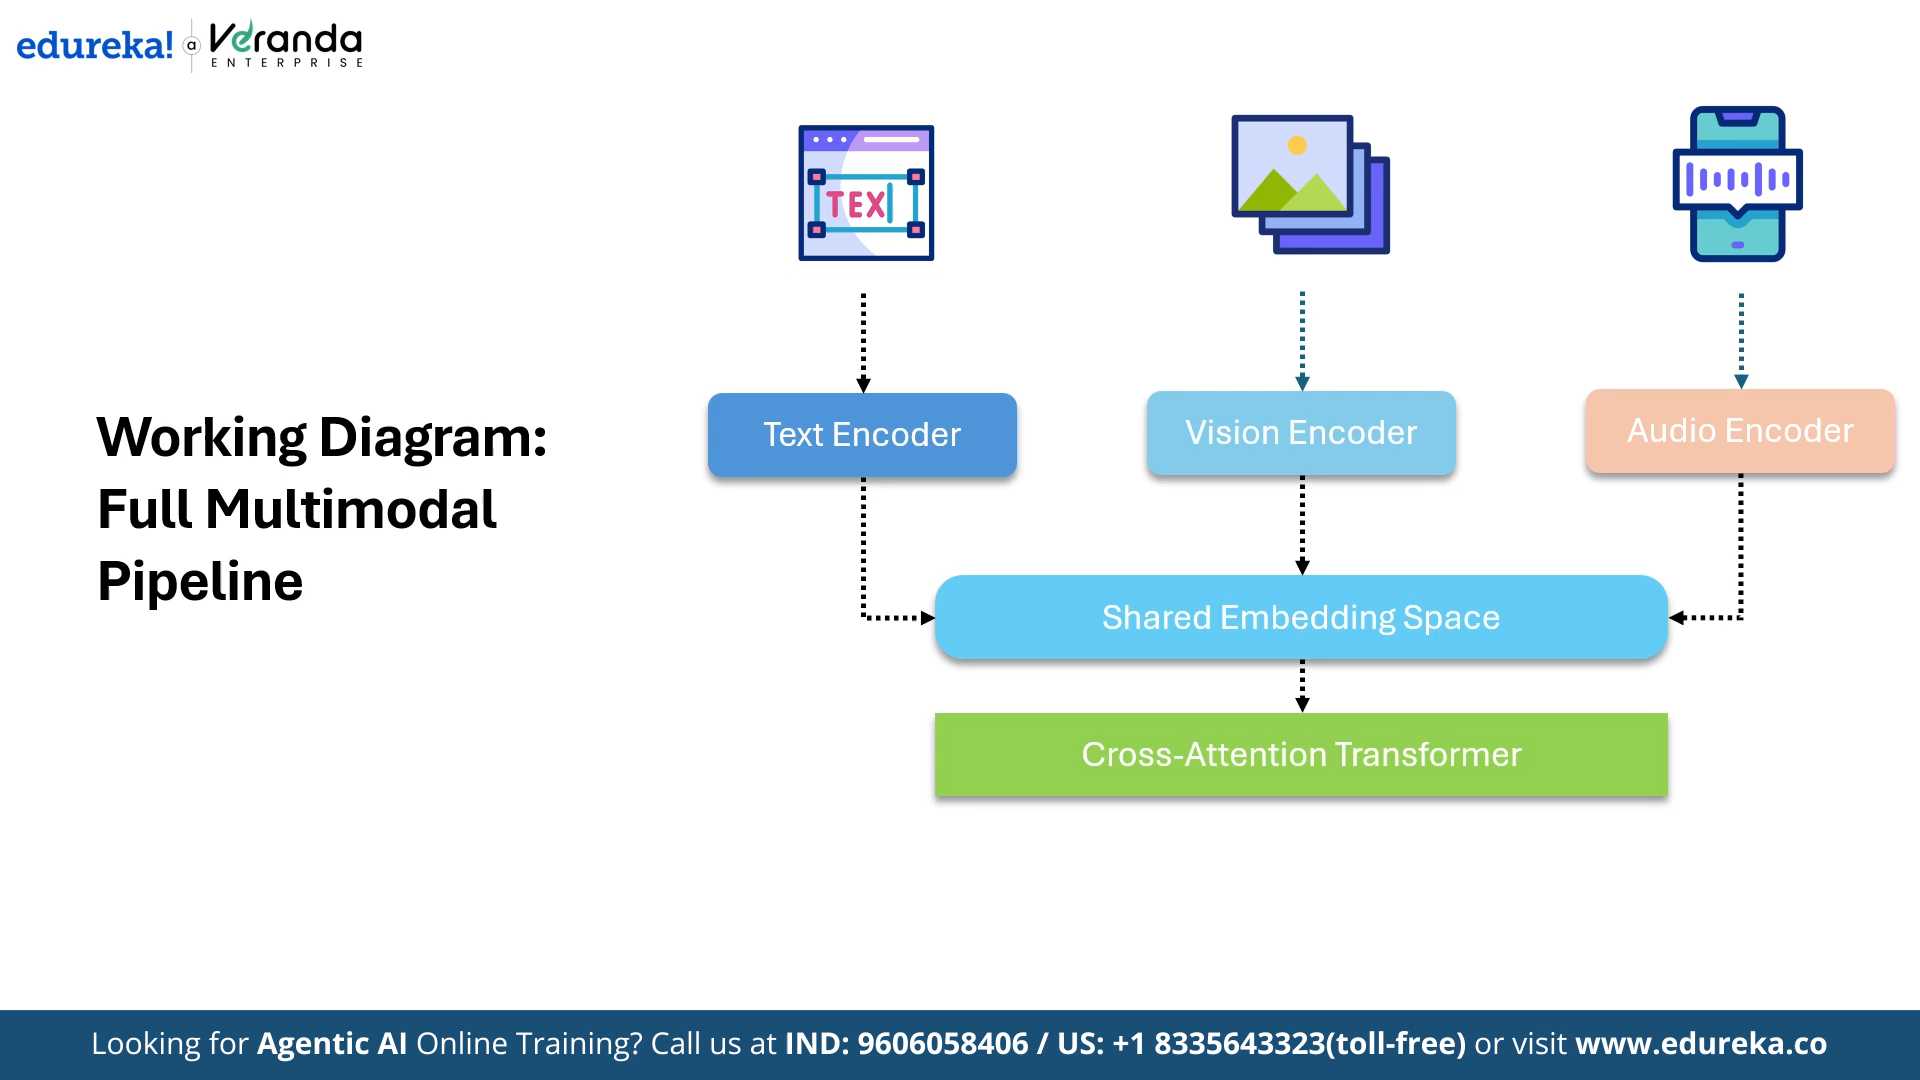 edureka! a Veranda
ENTERPRISE
TEX
Text Encoder
Vision Encoder
Audio Encoder
Working Diagram:
Full Multimodal
Pipeline
Shared Embedding Space
Cross-Attention Transformer
Looking for Agentic AI Online Training? Call us at IND: 9606058406 / US: +1 8335643323(toll-free) or visit www.edureka.co